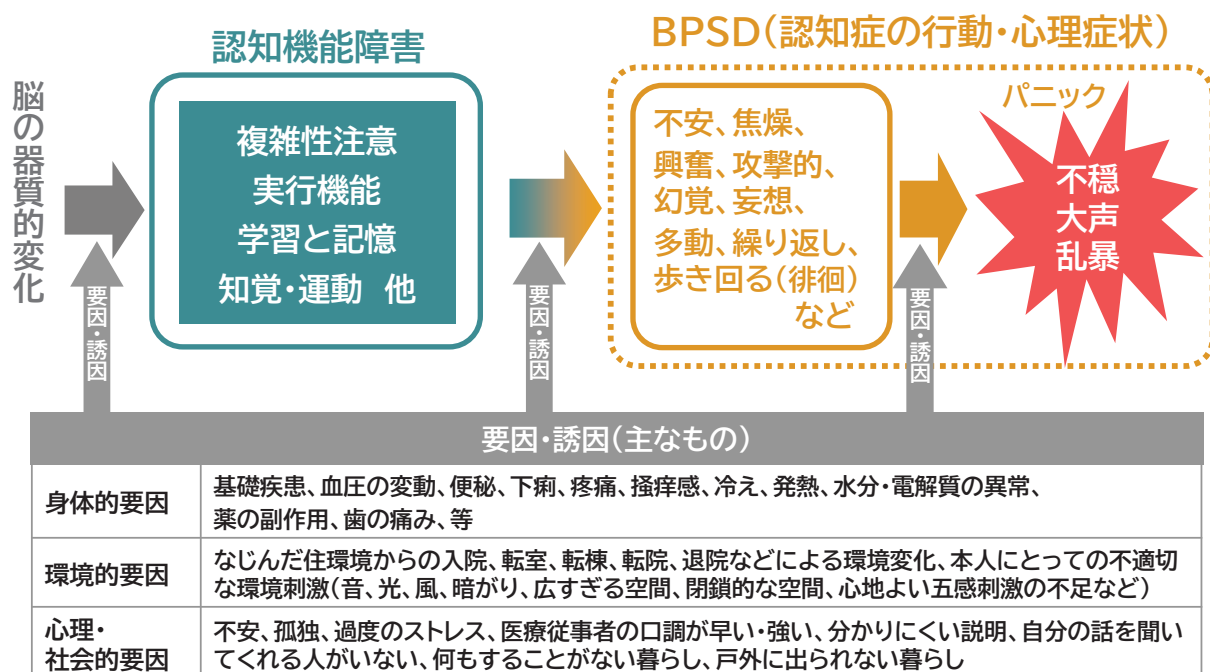 認知機能障害
BPSD(認知症の行動・心理症状)
脳の器質的変化
複雑性注意
実行機能
学習と記憶
知覚・運動 他
不安、焦燥、
興奮、攻撃的、
幻覚、妄想、
多動、繰り返し、
歩き回る(徘徊)
など
パニック
不穏
大声
乱暴
要因・誘因
要因・誘因
要因・誘因
要因・誘因(主なもの)
身体的要因
基礎疾患、血圧の変動、便秘、下痢、疼痛、掻痒感、冷え、発熱、水分・電解質の異常、
薬の副作用、歯の痛み、等
環境的要因
なじんだ住環境からの入院、転室、転棟、転院、退院などによる環境変化、本人にとっての不適切
な環境刺激(音、光、風、暗がり、広すぎる空間、閉鎖的な空間、心地よい五感刺激の不足など)
心理・
社会的要因
不安、孤独、過度のストレス、医療従事者の口調が早い・強い、分かりにくい説明、自分の話を聞い
てくれる人がいない、何もすることがない暮らし、戸外に出られない暮らし